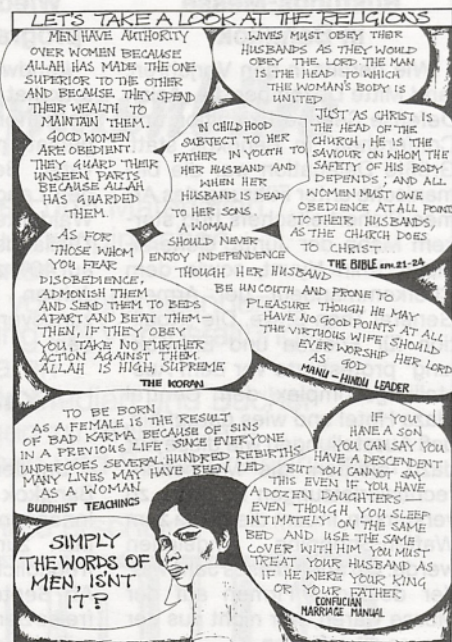 LET'S TAKE A LOOK AT THE RELIGIONS
MEN HAVE AUTHORITY
OVER WOMEN BECAUSE
ALLAH HAS MADE THE ONE
SUPERIOR TO THE OTHER
AND BECAUSE THEY SPEND
THEIR WEALTH TO
MAINTAIN THEM.
GOOD WOMEN
ARE OBEDIENT.
THEY GUARD THEIR
UNSEEN PARTS
BECAUSE ALLAH
HAS GUARDED
THEM.
AS FOR
THOSE WHOM
YOU FEAR
DISOBEDIENCE,
ADMONISH THEM
AND SEND THEM TO BEDS
APART AND BEAT THEM—
THEN, IF THEY OBEY
YOU, TAKE NO FURTHER
ACTION AGAINST THEM.
ALLAH IS HIGH, SUPREME
THE KORAN
WIVES MUST OBEY THEIR
HUSBANDS AS THEY WOULD
OBEY THE LORD. THE MAN
IS THE HEAD TO WHICH
THE WOMAN'S BODY IS
UNITED
JUST AS CHRIST IS
THE HEAD OF THE
CHURCH, HE IS THE
SAVIOUR ON WHOM THE
SAFETY OF HIS BODY
DEPENDS; AND ALL
WOMEN MUST OWE
OBEDIENCE AT ALL POINTS
TO THEIR HUSBANDS,
AS THE CHURCH DOES
TO CHRIST
THE BIBLE EPH. 21-24
IN CHILDHOOD
SUBJECT TO HER
FATHER IN YOUTH TO
HER HUSBAND AND
WHEN HER
HUSBAND IS DEAD
TO HER SONS.
A WOMAN
SHOULD NEVER
ENJOY INDEPENDENCE
THOUGH HER HUSBAND
BE UNCOUTH AND PRONE TO
PLEASURE THOUGH HE MAY
HAVE NO GOOD POINTS AT ALL
THE VIRTUOUS WIFE SHOULD
EVER WORSHIP HER LORD
AS GOD
MANU – HINDU LEADER
TO BE BORN
AS A FEMALE IS THE RESULT
OF BAD KARMA BECAUSE OF SINS
IN A PREVIOUS LIFE. SINCE EVERYONE
UNDERGOES SEVERAL HUNDRED REBIRTHS
MANY LIVES MAY HAVE BEEN LED
AS A WOMAN
BUDDHIST TEACHINGS
IF YOU
HAVE A SON
YOU CAN SAY YOU
HAVE A DESCENDENT
BUT YOU CANNOT SAY
THIS EVEN IF YOU HAVE
A DOZEN DAUGHTERS—
EVEN THOUGH YOU SLEEP
INTIMATELY ON THE SAME
BED AND USE THE SAME
COVER WITH HIM YOU MUST
TREAT YOUR HUSBAND AS
IF HE WERE YOUR KING
OR YOUR FATHER
CONFUCIAN
MARRIAGE MANUAL
SIMPLY
THE WORDS OF
MEN, ISNT
IT?